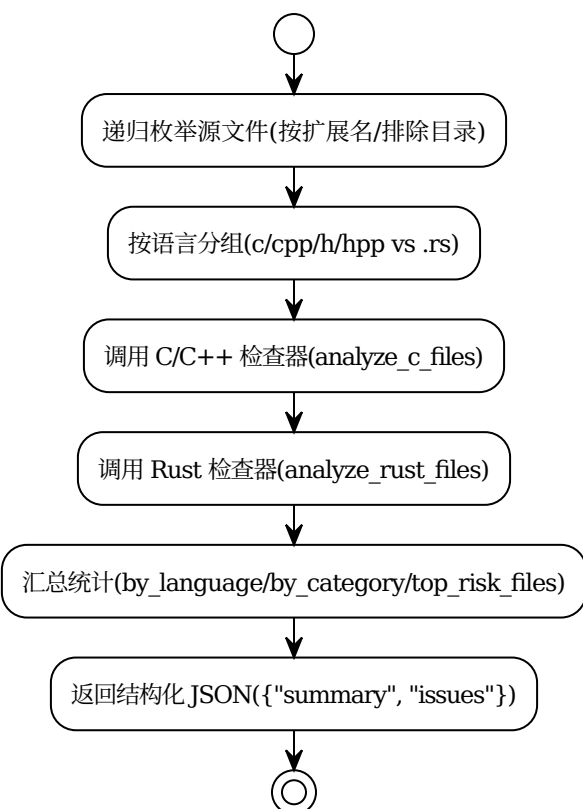 递归枚举源文件(按扩展名/排除目录)
按语言分组(c/cpp/h/hpp vs .rs)
调用 C/C++ 检查器(analyze_c_files)
调用 Rust 检查器(analyze_rust_files)
汇总统计(by_language/by_category/top_risk_files)
返回结构化 JSON({"summary", "issues"})